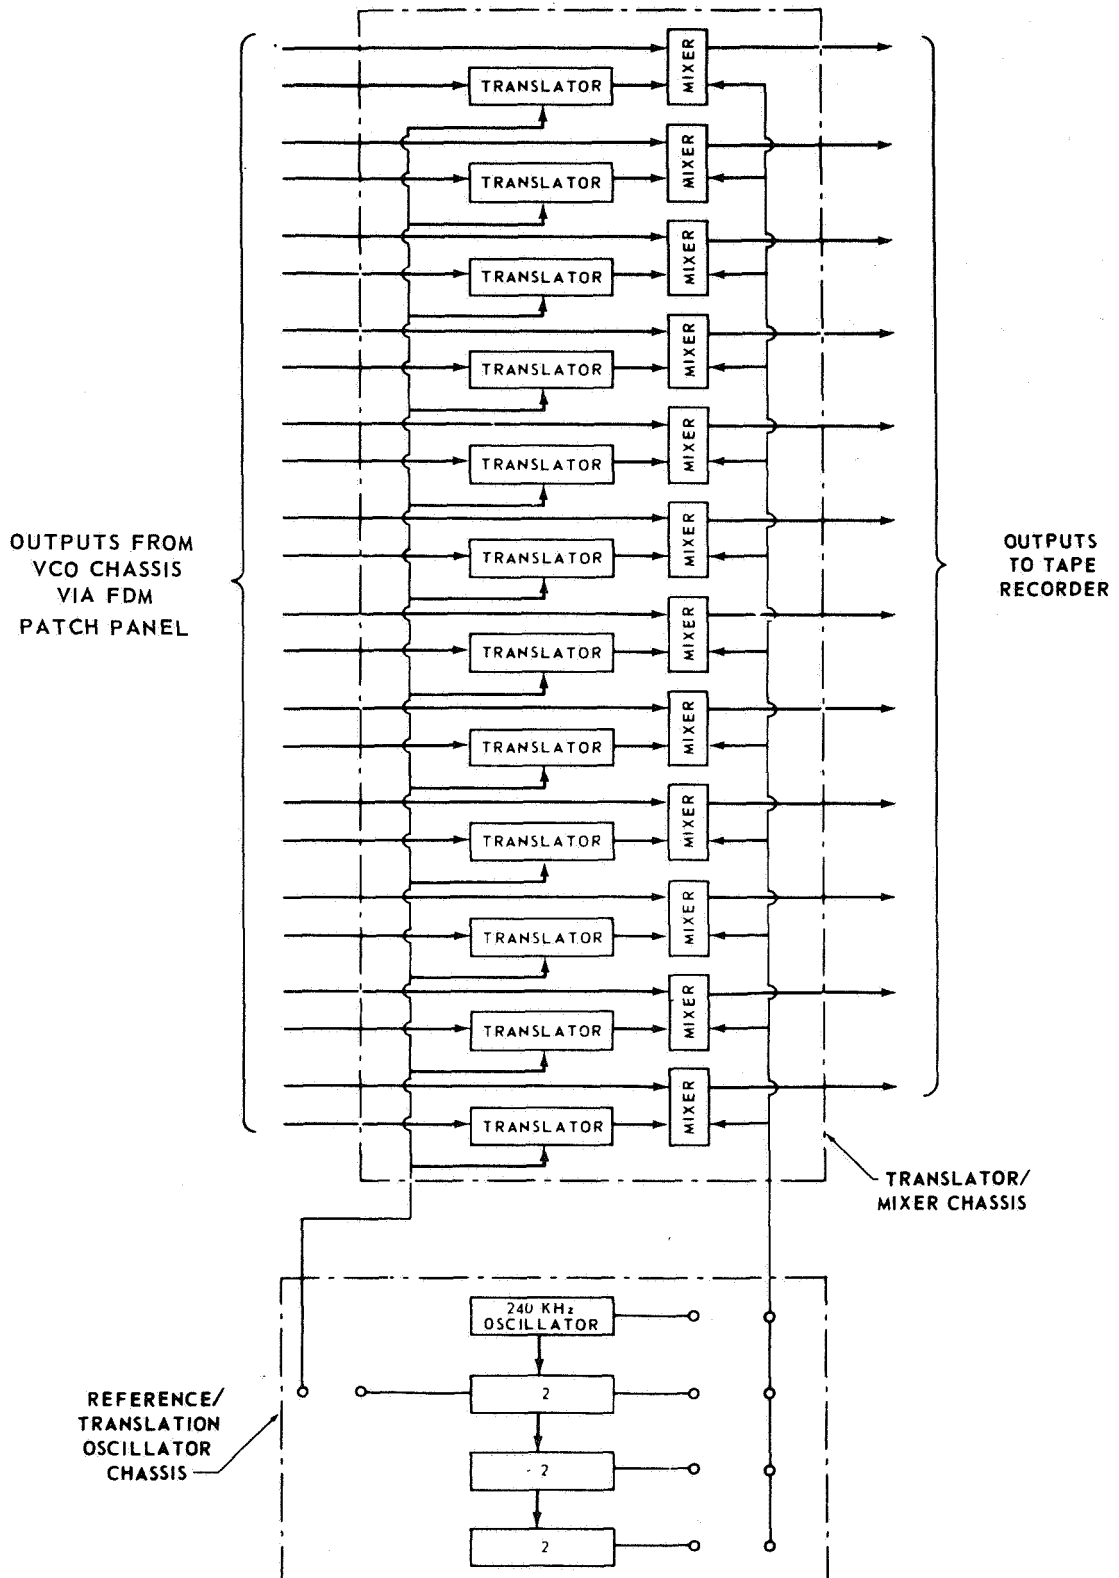 MIXER
TRANSLATOR
MIXER
TRANSLATOR
MIXER
TRANSLATOR
MIXER
TRANSLATOR
MIXER
TRANSLATOR
OUTPUTS FROM
VCO CHASSIS
VIA FDM
PATCH PANEL
MIXER
TRANSLATOR
OUTPUTS
TO TAPE
RECORDER
MIXER
TRANSLATOR
MIXER
TRANSLATOR
MIXER
TRANSLATOR
MIXER
TRANSLATOR
MIXER
TRANSLATOR
MIXER
TRANSLATOR
TRANSLATOR/
MIXER CHASSIS
240 KHz
OSCILLATOR
REFERENCE/
TRANSLATION
OSCILLATOR
CHASSIS
2
2
2